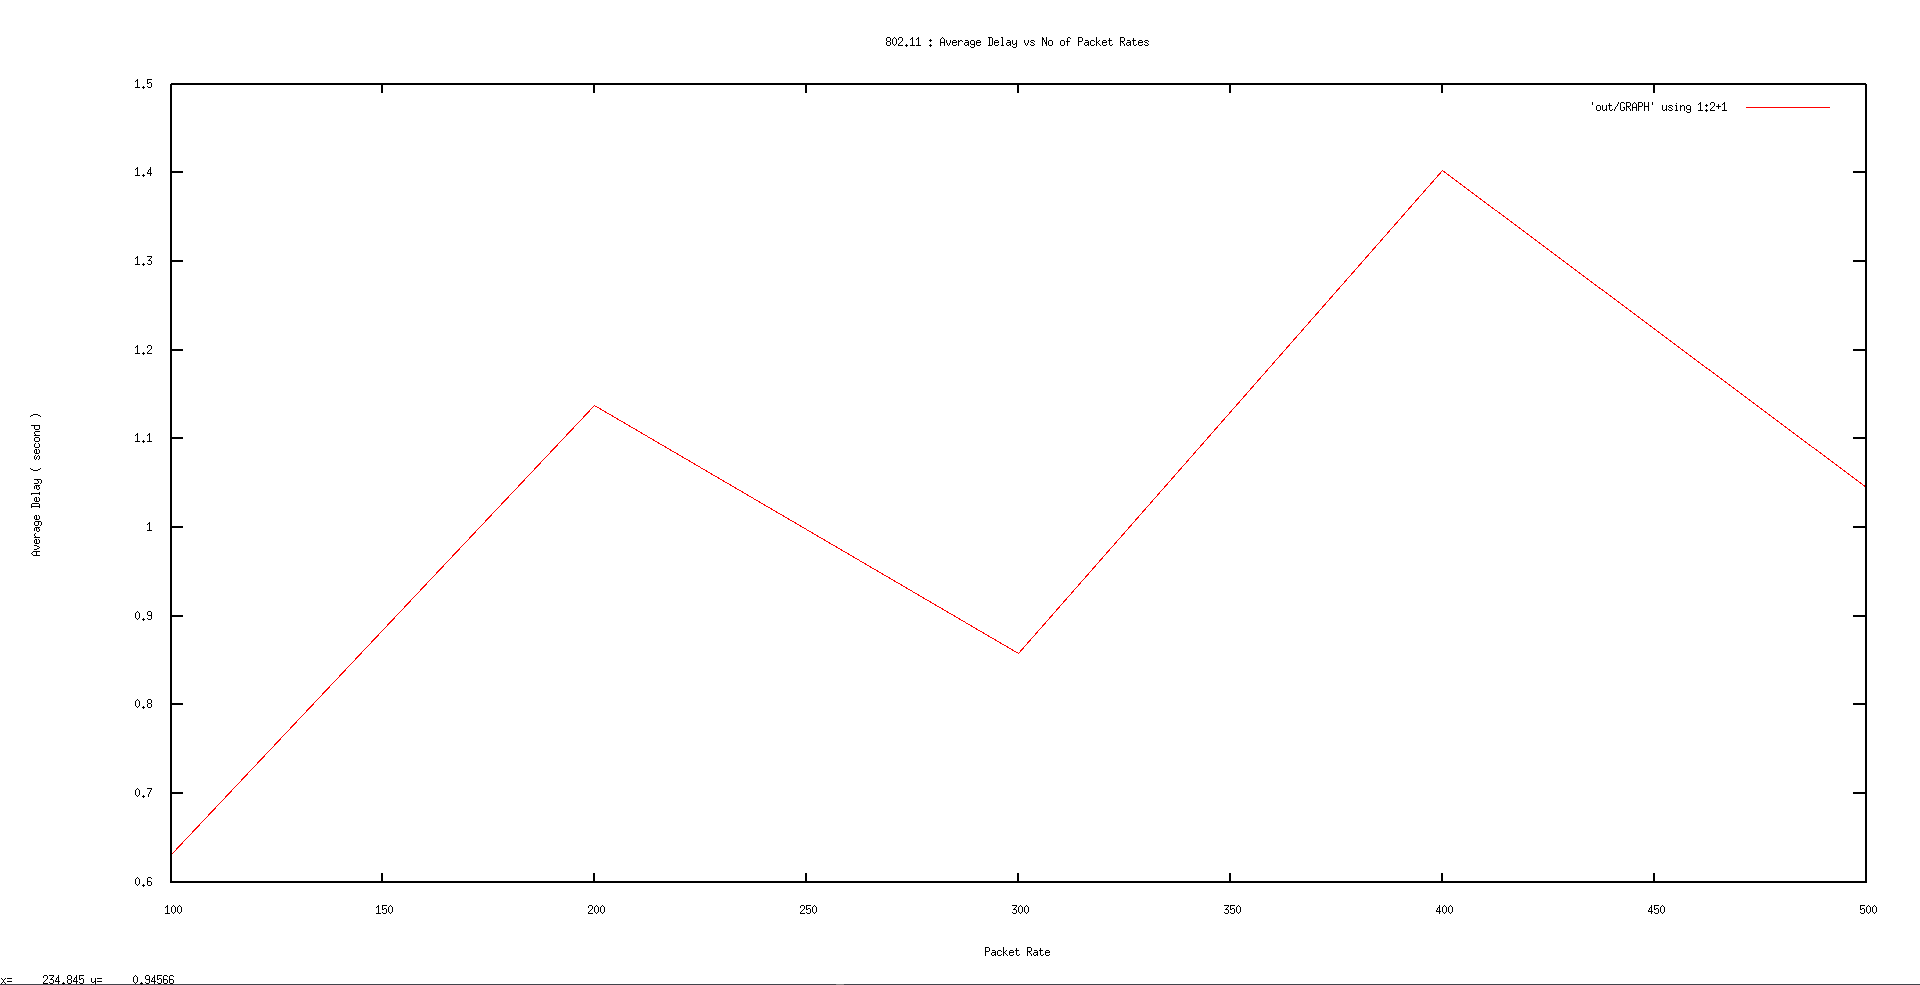 802.11 : Average Delay vs No of Packet Rates
'out/GRAPH' using 1:2+1
1.5
1.4
1.3
1.2
1.1
1
0.9
0.8
0.7
0.6
Average Delay ( second )
100 150 200 250 300 350 400 450 500
Packet Rate
x= 234.845 y= 0.94566